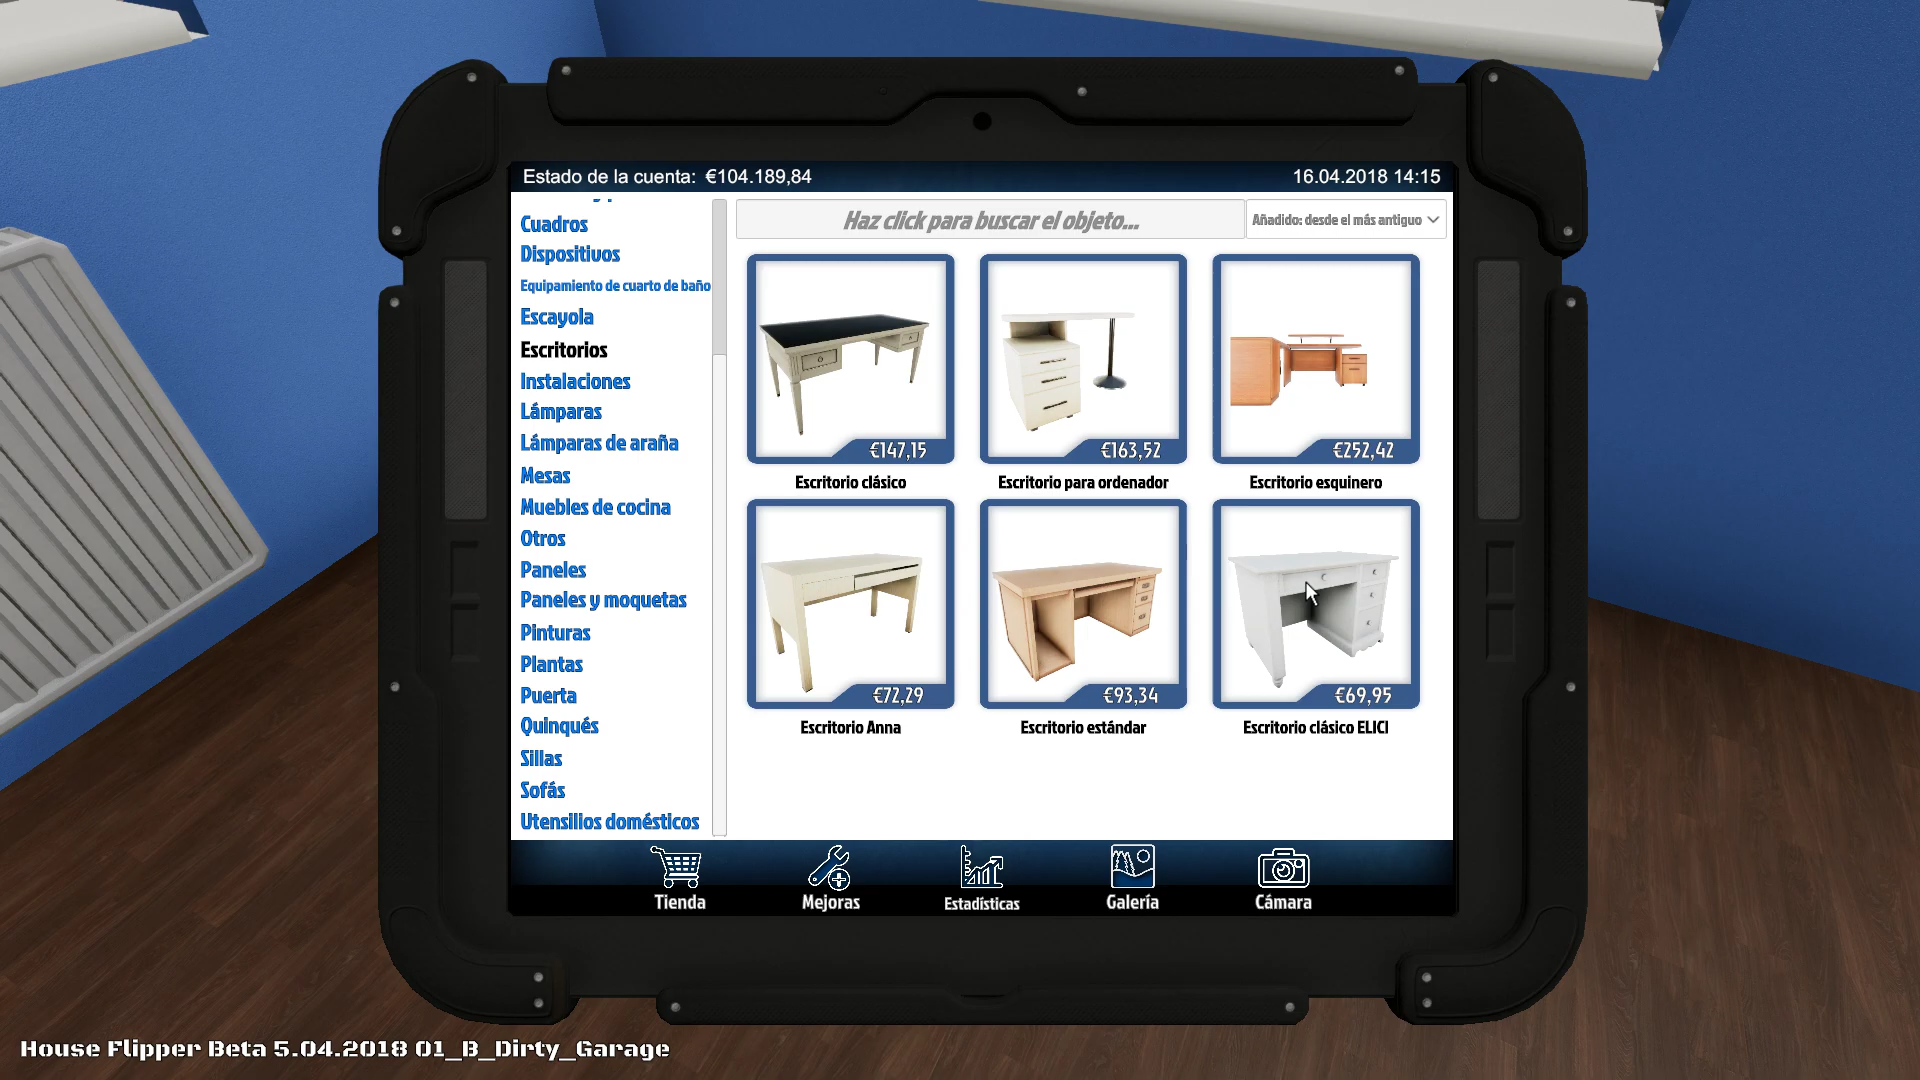 Estado de la cuenta: €104.189,84
16.04.2018 14:15
Cuadros
Dispositivos
Equipamiento de cuarto de baño
Escayola
Escritorios
Instalaciones
Lámparas
Lámparas de araña
Mesas
Muebles de cocina
Otros
Paneles
Paneles y moquetas
Pinturas
Plantas
Puerta
Quinqués
Sillas
Sofás
Utensilios domésticos
Haz click para buscar el objeto...
Añadido: desde el más antiguo
€147,15
€163,52
€252,42
Escritorio clásico
Escritorio para ordenador
Escritorio esquinero
€72,29
€93,34
€69,95
Escritorio Anna
Escritorio estándar
Escritorio clásico ELICI
Tienda
Mejoras
Estadísticas
Galería
Cámara
House Flipper Beta 5.04.2018 01_B_Dirty_Garage